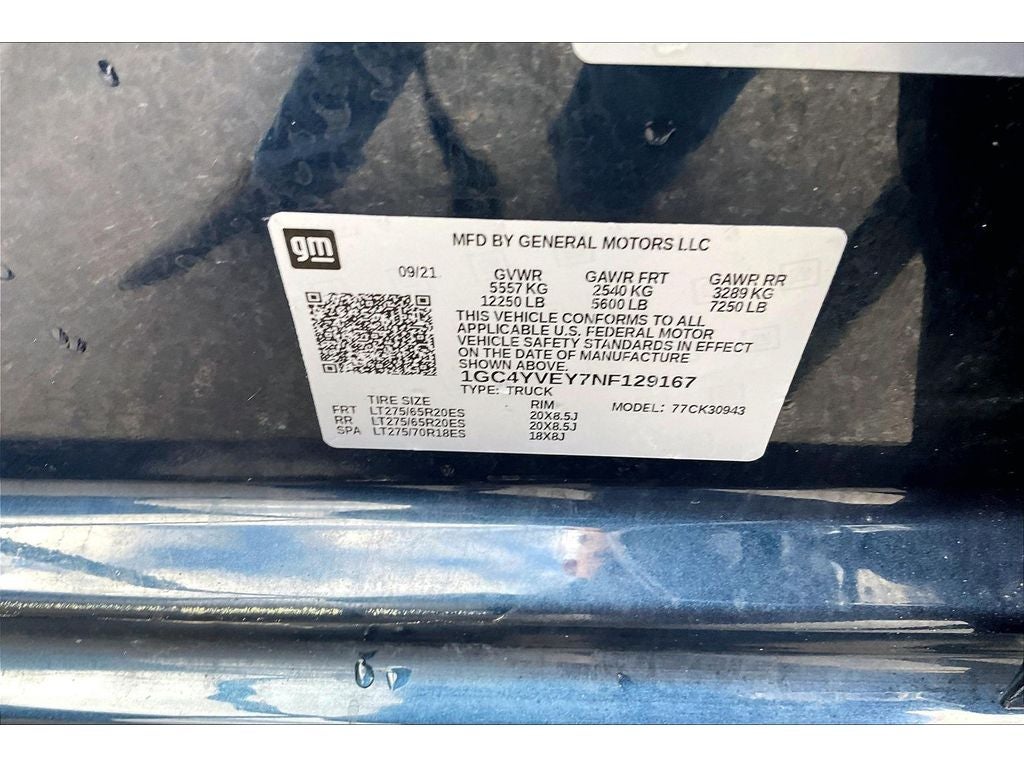 gm
MFD BY GENERAL MOTORS LLC
09/21 GVWR GAWR FRT GAWR RR
5557 KG 2540 KG 3289 KG
12250 LB 5600 LB 7250 LB
THIS VEHICLE CONFORMS TO ALL
APPLICABLE U.S. FEDERAL MOTOR
VEHICLE SAFETY STANDARDS IN EFFECT
ON THE DATE OF MANUFACTURE
SHOWN ABOVE.
1GC4YVEY7NF129167
TYPE: TRUCK
TIRE SIZE RIM MODEL: 77CK30943
FRT LT275/65R20ES 20X8.5J
RR LT275/65R20ES 20X8.5J
SPA LT275/70R18ES 18X8J